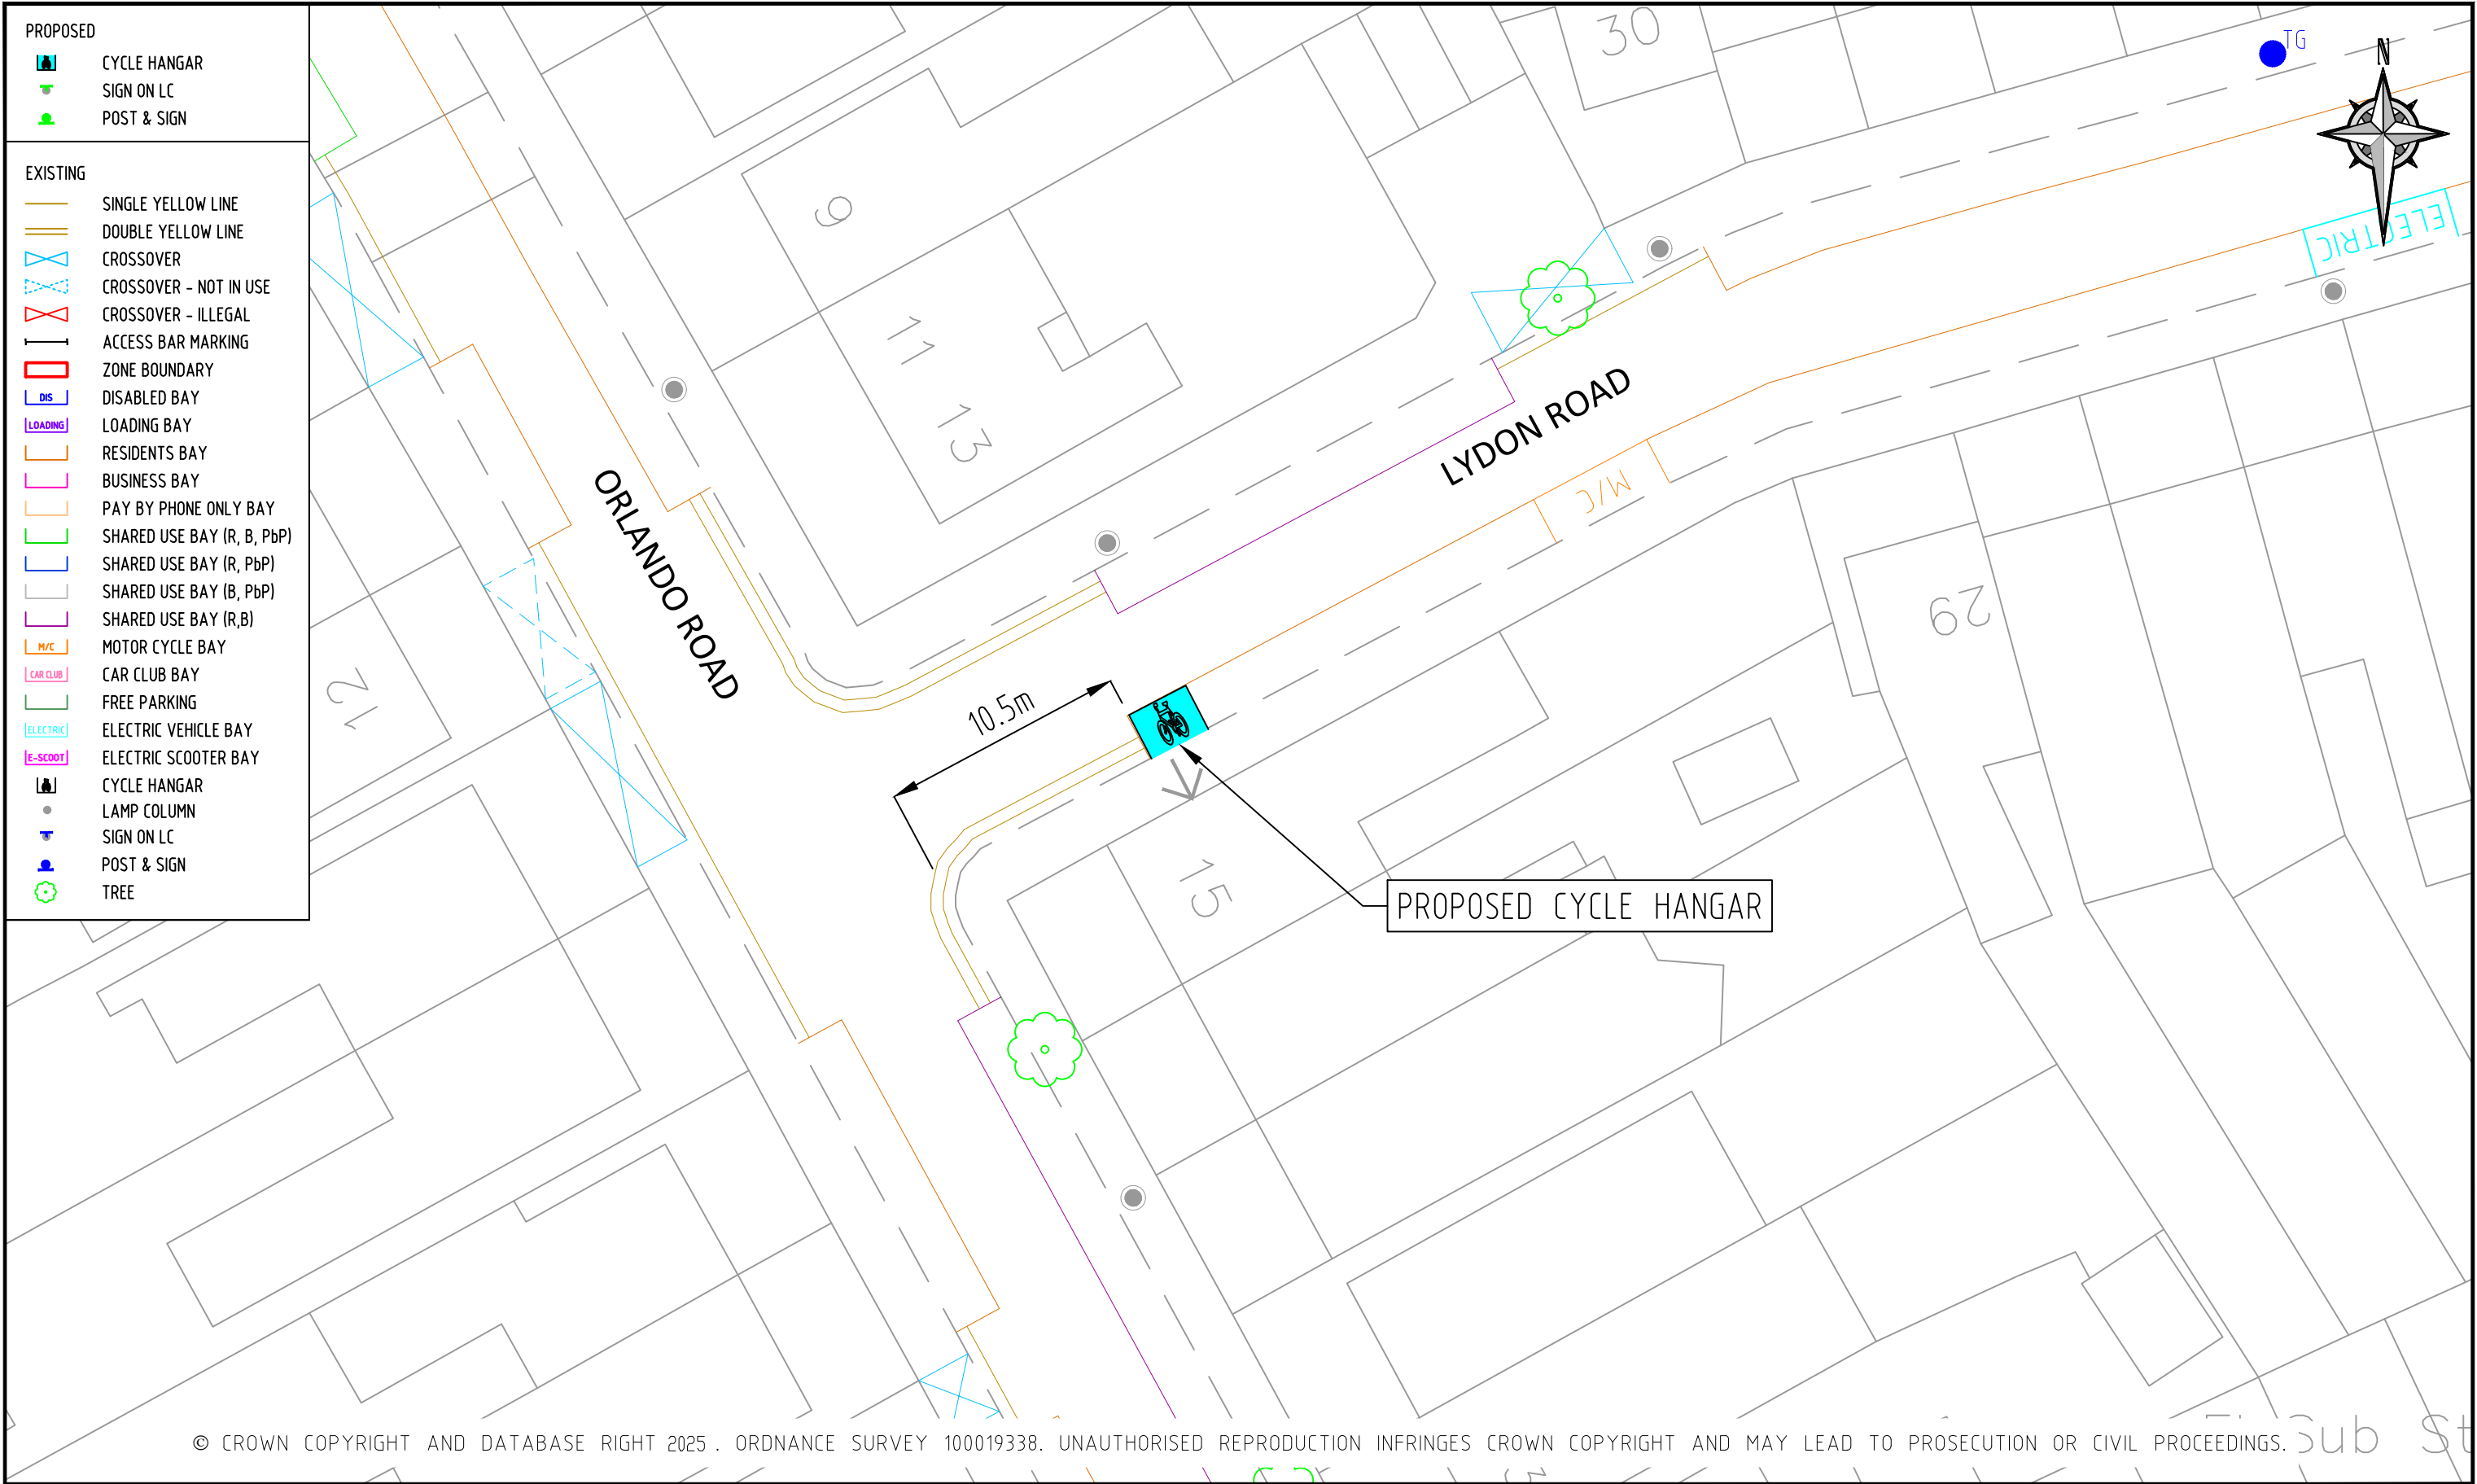 PROPOSED
CYCLE HANGAR
SIGN ON LC
POST & SIGN
EXISTING
SINGLE YELLOW LINE
DOUBLE YELLOW LINE
CROSSOVER
CROSSOVER - NOT IN USE
CROSSOVER - ILLEGAL
ACCESS BAR MARKING
ZONE BOUNDARY
DIS DISABLED BAY
LOADING LOADING BAY
RESIDENTS BAY
BUSINESS BAY
PAY BY PHONE ONLY BAY
SHARED USE BAY (R, B, PbP)
SHARED USE BAY (R, PbP)
SHARED USE BAY (B, PbP)
SHARED USE BAY (R,B)
M/C MOTOR CYCLE BAY
CAR CLUB CAR CLUB BAY
FREE PARKING
ELECTRIC ELECTRIC VEHICLE BAY
E-SCOOT ELECTRIC SCOOTER BAY
CYCLE HANGAR
LAMP COLUMN
SIGN ON LC
POST & SIGN
TREE
30
TG
N
ELECTRIC
9
11
13
LYDON ROAD
M/C
ORLANDO ROAD
29
12
10.5m
15
PROPOSED CYCLE HANGAR
© CROWN COPYRIGHT AND DATABASE RIGHT 2025. ORDNANCE SURVEY 100019338. UNAUTHORISED REPRODUCTION INFRINGES CROWN COPYRIGHT AND MAY LEAD TO PROSECUTION OR CIVIL PROCEEDINGS.
Sub St